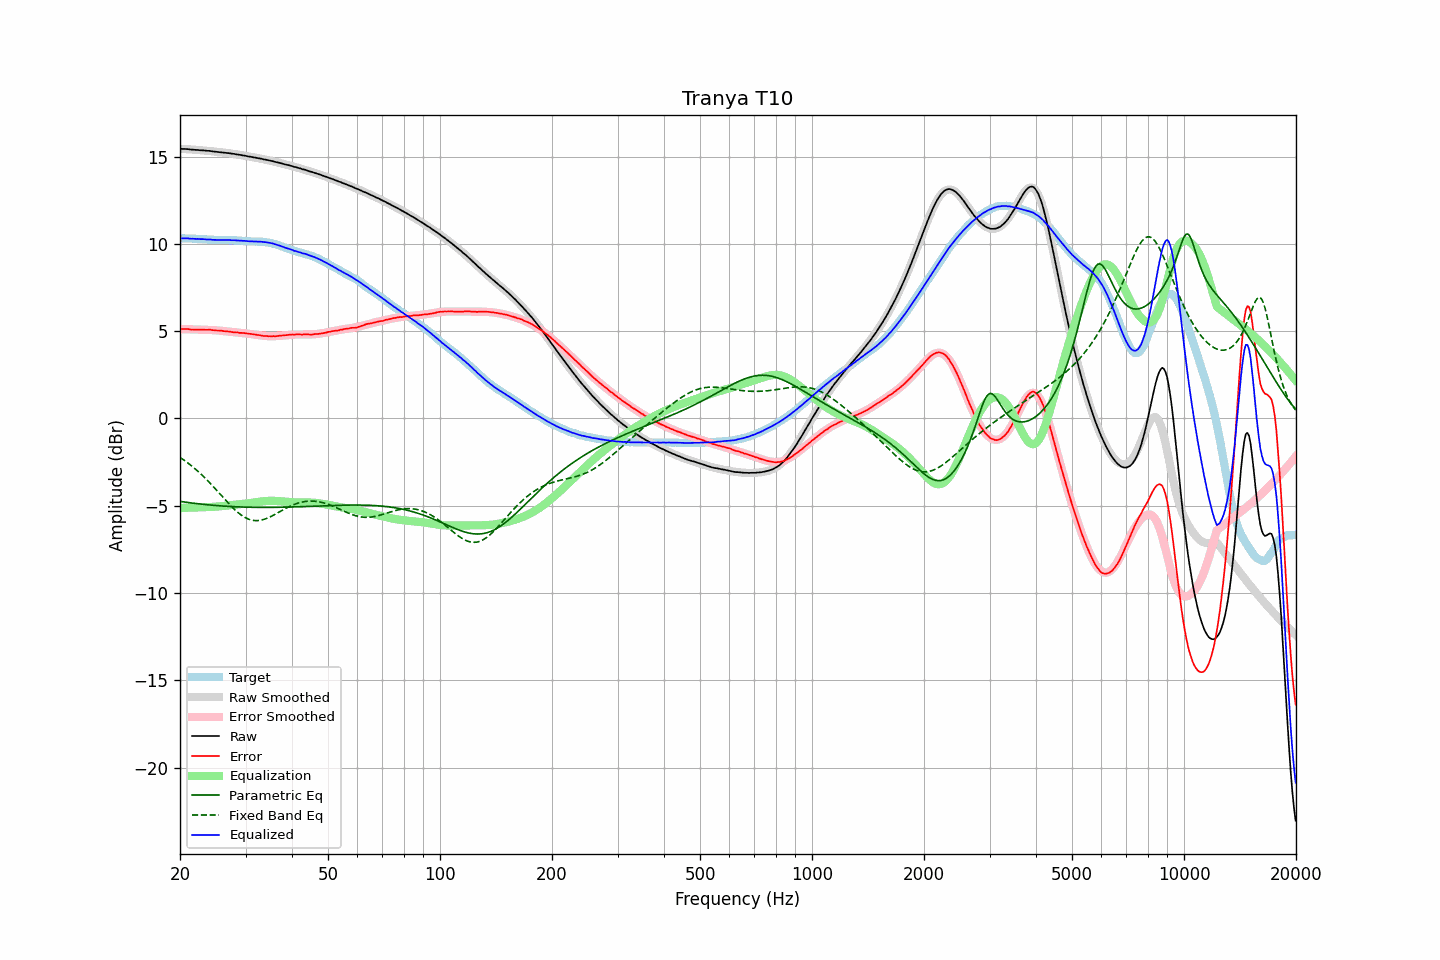 Tranya T10
Amplitude (dBr)
15
10
5
0
−5
−10
−15
−20
Target
Raw Smoothed
Error Smoothed
Raw
Error
Equalization
Parametric Eq
Fixed Band Eq
Equalized
20 50 100 200 500 1000 2000 5000 10000 20000
Frequency (Hz)